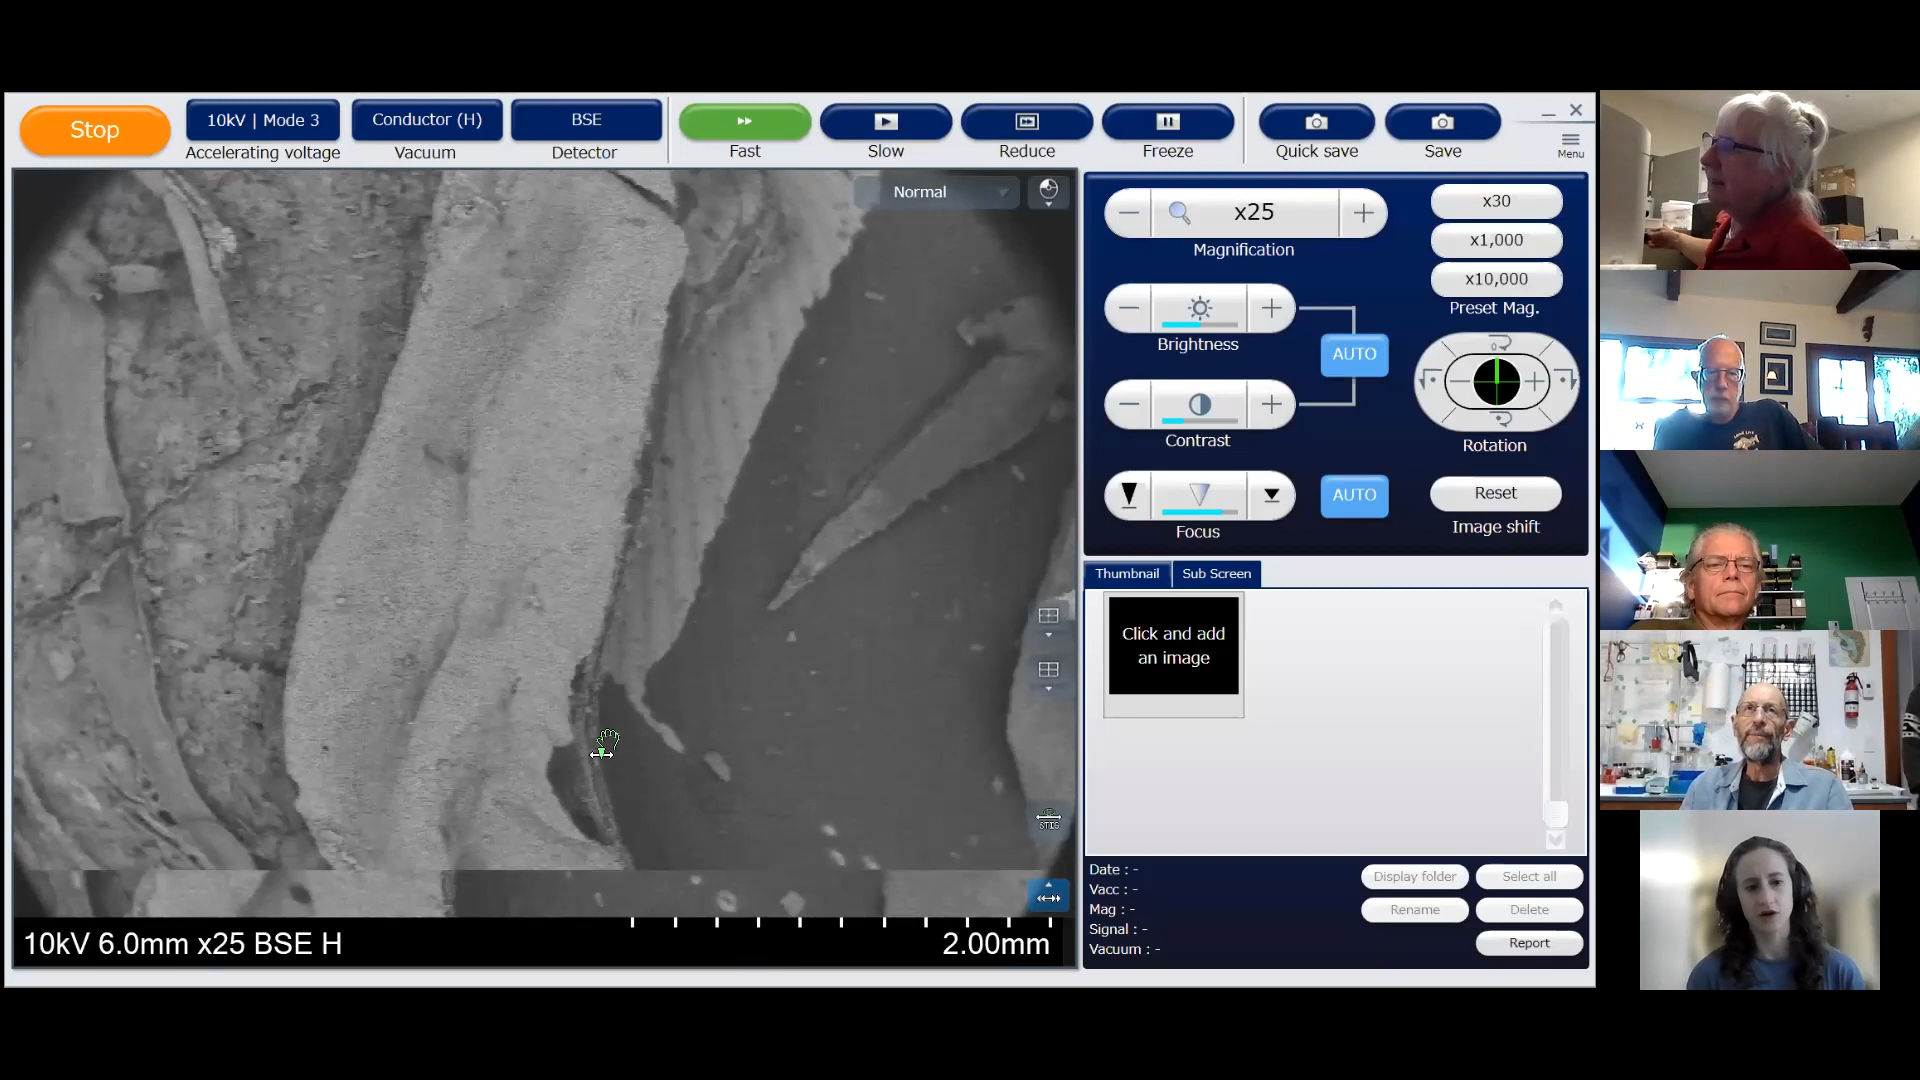 Stop
10kV | Mode 3
Accelerating voltage
Conductor (H)
Vacuum
BSE
Detector
Fast
Slow
Reduce
Freeze
Quick save
Save
Menu
Normal
x25
Magnification
x30
x1,000
x10,000
Preset Mag.
Brightness
AUTO
Contrast
Rotation
Focus
AUTO
Reset
Image shift
Thumbnail
Sub Screen
Click and add
an image
STIG
Date : -
Vacc : -
Mag : -
Signal : -
Vacuum : -
Display folder
Select all
Rename
Delete
Report
10kV 6.0mm x25 BSE H
2.00mm